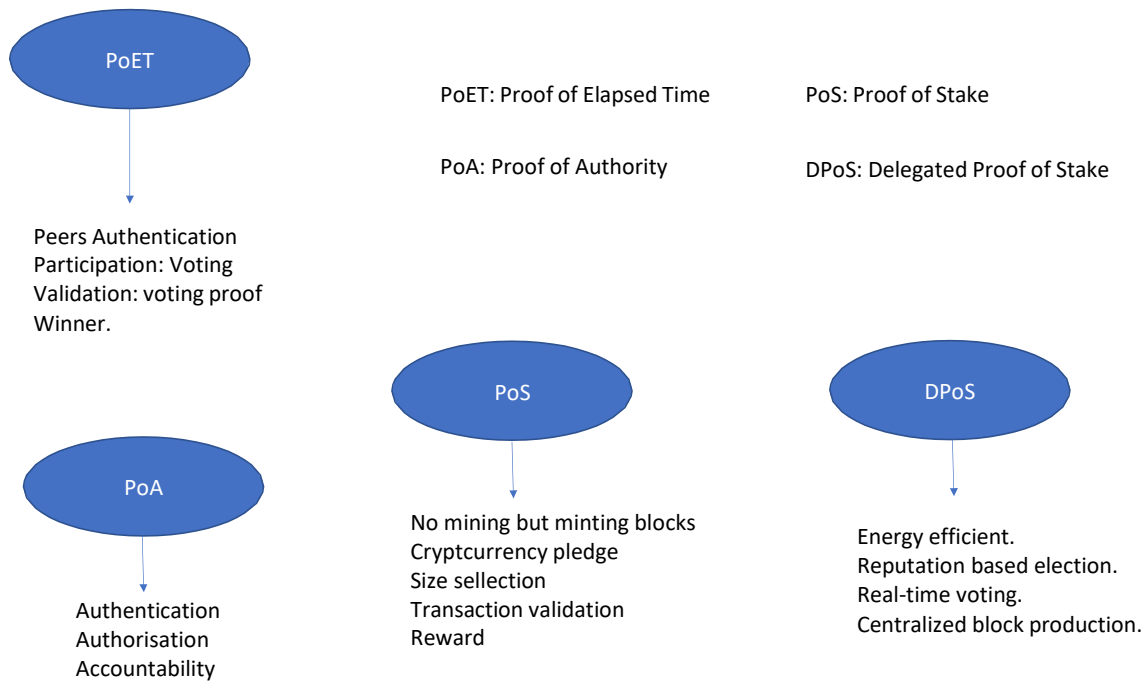 PoET
PoET: Proof of Elapsed Time
PoS: Proof of Stake
PoA: Proof of Authority
DPoS: Delegated Proof of Stake
Peers Authentication
Participation: Voting
Validation: voting proof
Winner.
PoS
DPoS
PoA
No mining but minting blocks
Cryptcurrency pledge
Size sellection
Transaction validation
Reward
Energy efficient.
Reputation based election.
Real-time voting.
Centralized block production.
Authentication
Authorisation
Accountability